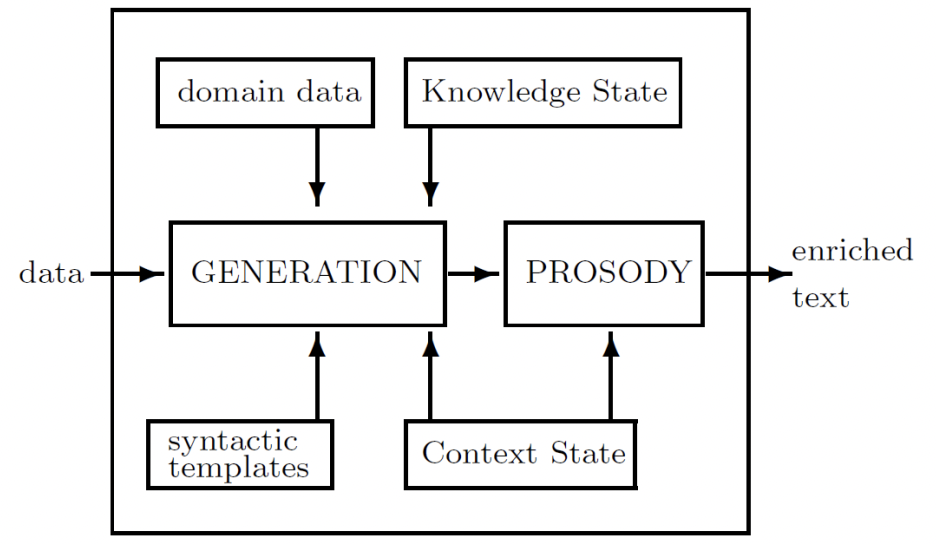 domain data
Knowledge State
data
GENERATION
PROSODY
enriched
text
syntactic
templates
Context State